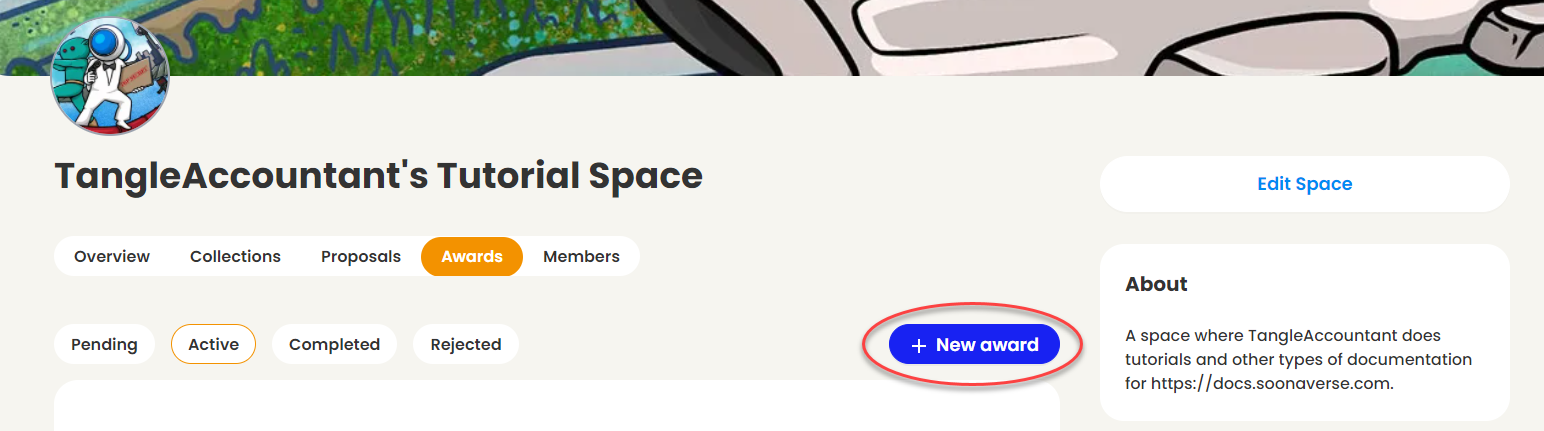 TangleAccountant's Tutorial Space
Edit Space
Overview Collections Proposals Awards Members
About
Pending Active Completed Rejected + New award
A space where TangleAccountant does
tutorials and other types of documentation
for https://docs.soonaverse.com.